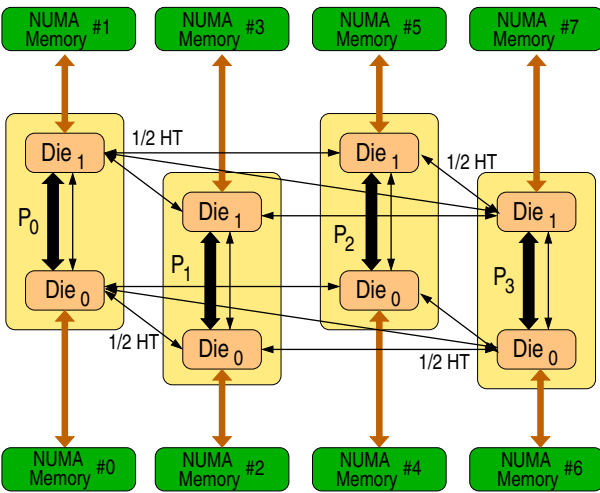 NUMA
Memory #1
NUMA
Memory #3
NUMA
Memory #5
NUMA
Memory #7
1/2 HT
Die 1
Die 1
1/2 HT
Die 1
Die 1
P0
P1
P2
P3
Die 0
Die 0
1/2 HT
Die 0
Die 0
1/2 HT
NUMA
Memory #0
NUMA
Memory #2
NUMA
Memory #4
NUMA
Memory #6